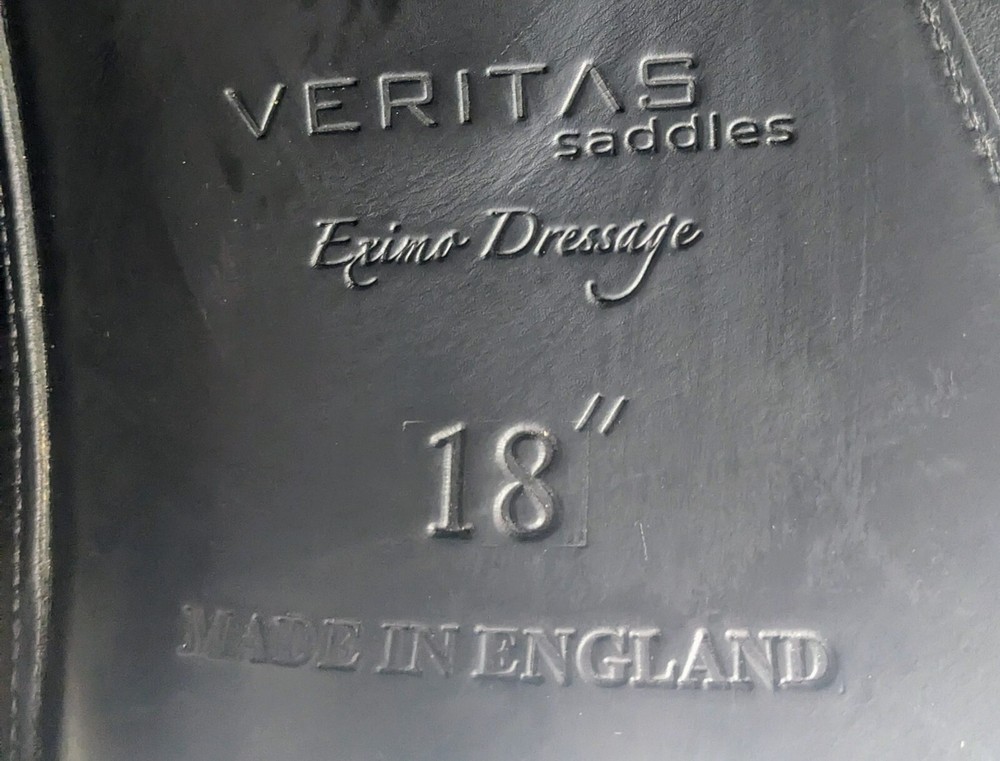 VERITAS
saddles
Eximo Dressage
18"
MADE IN ENGLAND